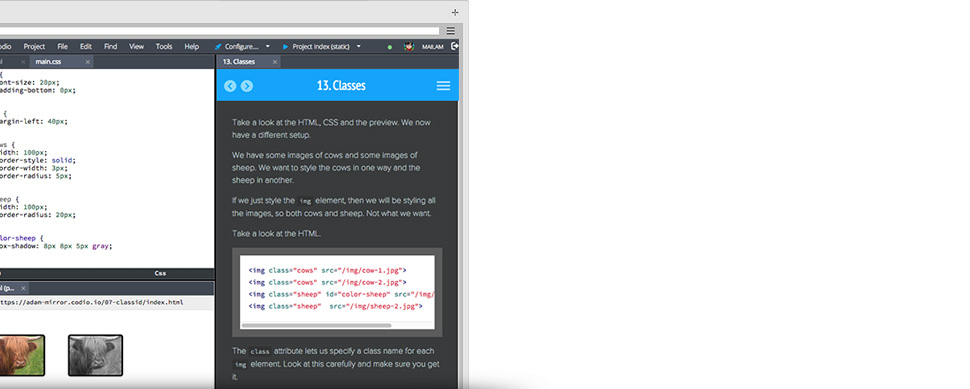 odio Project File Edit Find View Tools Help Configure.... Project Index (static) MAILAM
main.css
13. Classes
{
ont-size: 20px;
adding-bottom: 0px;
{
argin-left: 40px;
ws {
idth: 100px;
order-style: solid;
order-width: 3px;
order-radius: 5px;
eep {
idth: 100px;
order-radius: 20px;
lor-sheep {
ox-shadow: 8px 8px 5px gray;
Css
l (p...
ttps://adam-mirror.codio.io/07-classid/index.html
13. Classes
Take a look at the HTML, CSS and the preview. We now
have a different setup.
We have some images of cows and some images of
sheep. We want to style the cows in one way and the
sheep in another.
If we just style the img element, then we will be styling all
the images, so both cows and sheep. Not what we want.
Take a look at the HTML.
<img class="cows" src="/img/cow-1.jpg">
<img class="cows" src="/img/cow-2.jpg">
<img class="sheep" id="color-sheep" src="/img/
<img class="sheep" src="/img/sheep-2.jpg">
The class attribute lets us specify a class name for each
img element. Look at this carefully and make sure you get
it.